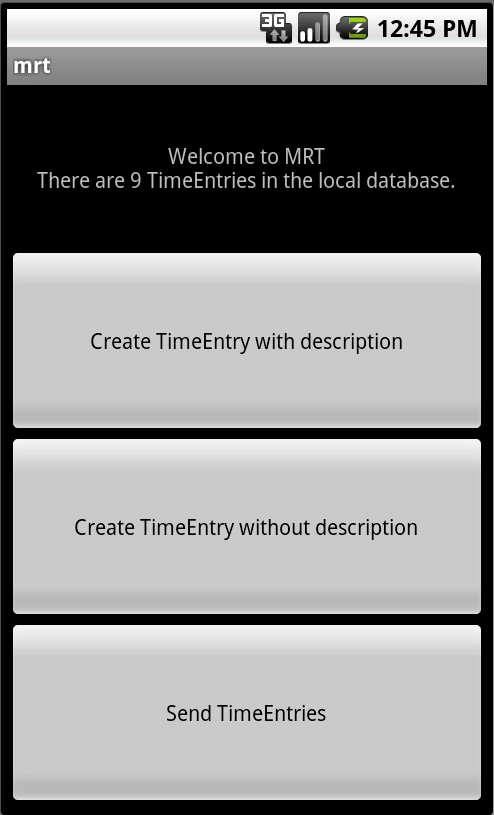 3G 12:45 PM
mrt
Welcome to MRT
There are 9 TimeEntries in the local database.
Create TimeEntry with description
Create TimeEntry without description
Send TimeEntries